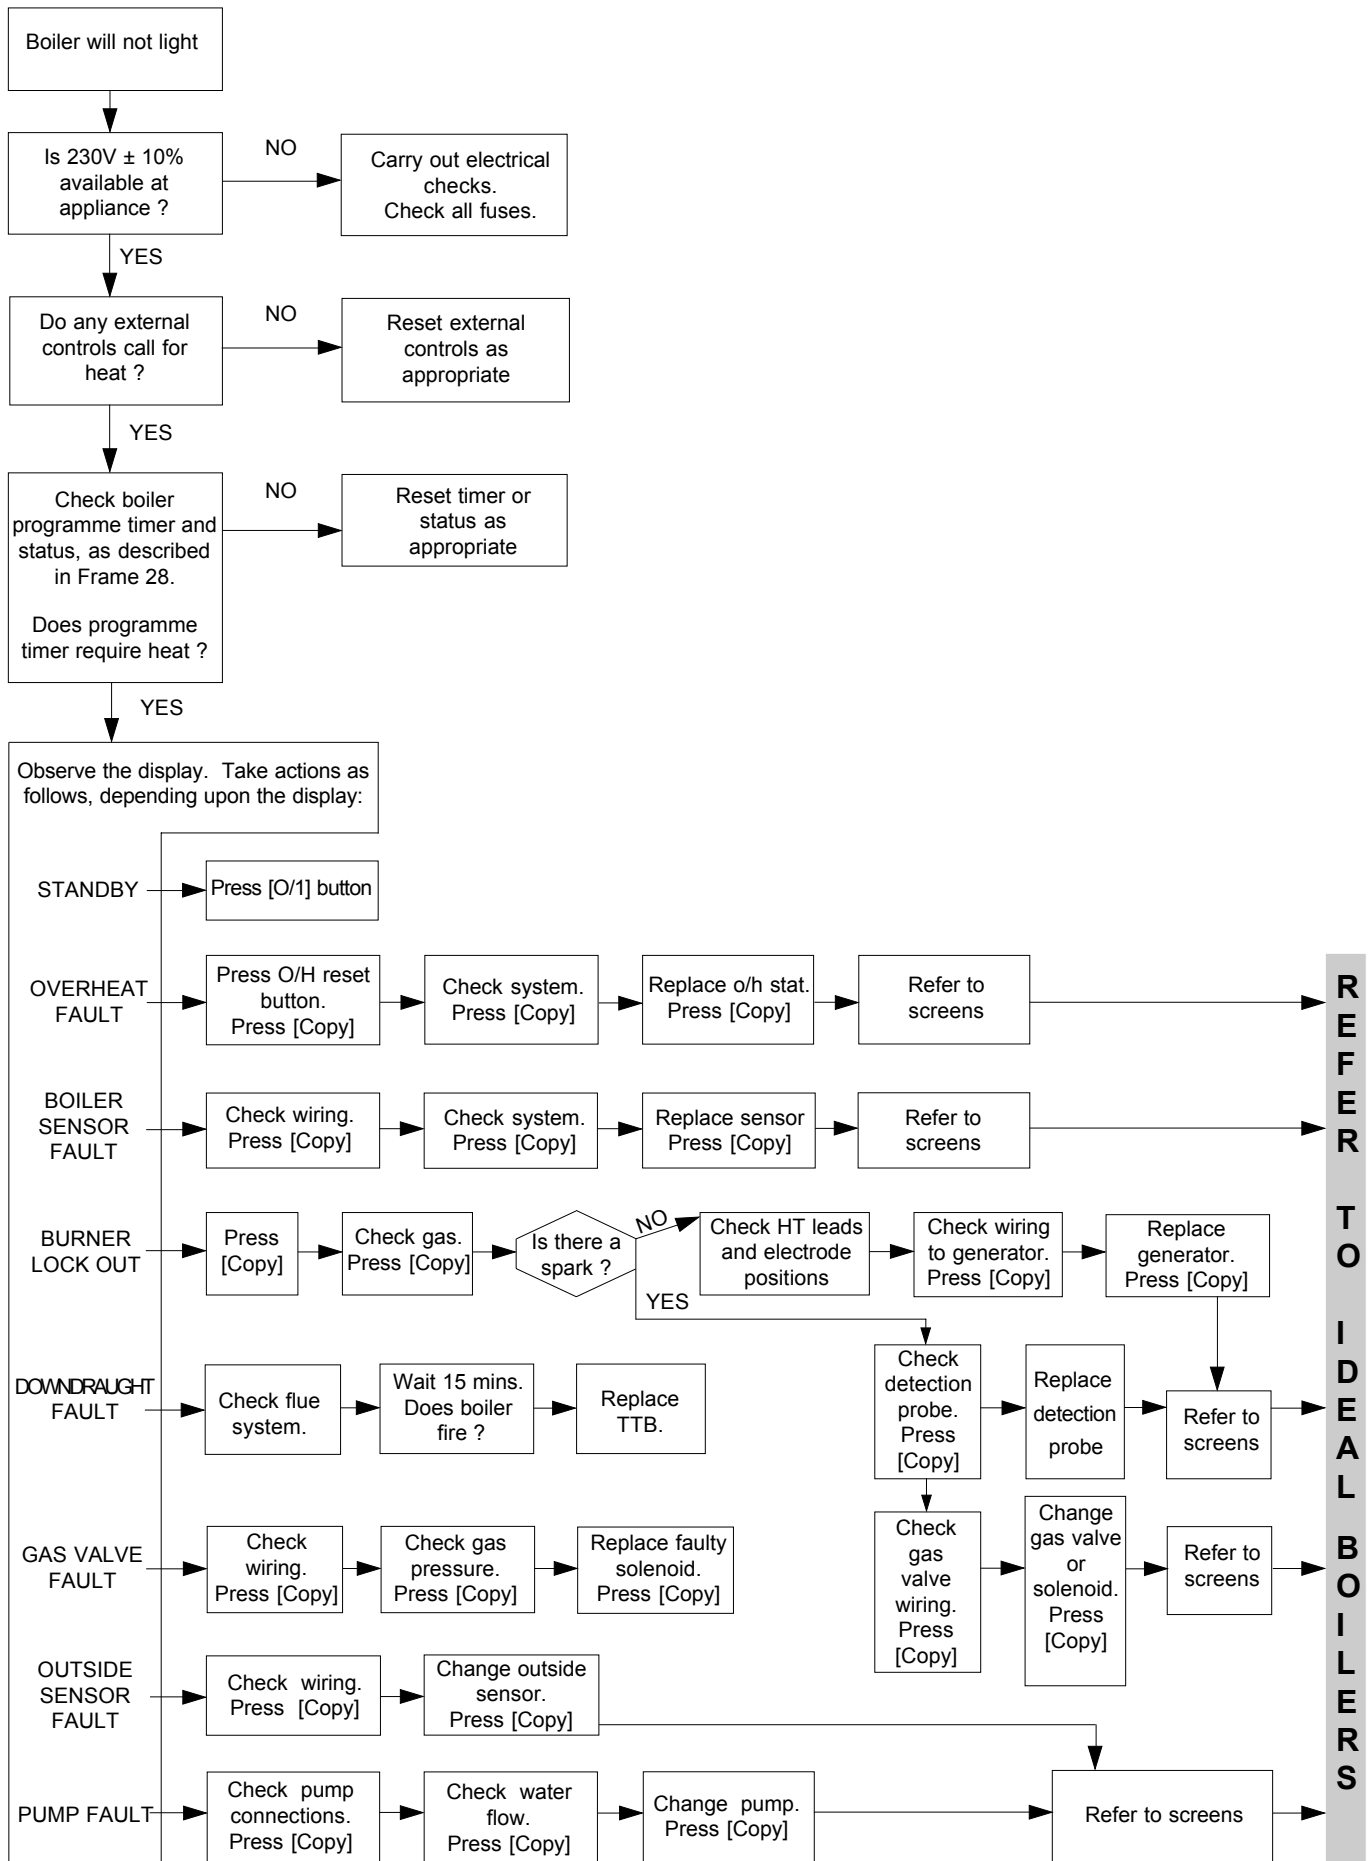 Boiler will not light
Is 230V ± 10%
available at
appliance ?
NO
Carry out electrical
checks.
Check all fuses.
YES
Do any external
controls call for
heat ?
NO
Reset external
controls as
appropriate
YES
Check boiler
programme timer and
status, as described
in Frame 28.
Does programme
timer require heat ?
NO
Reset timer or
status as
appropriate
YES
Observe the display. Take actions as
follows, depending upon the display:
STANDBY
Press [O/1] button
OVERHEAT
FAULT
Press O/H reset
button.
Press [Copy]
Check system.
Press [Copy]
Replace o/h stat.
Press [Copy]
Refer to
screens
BOILER
SENSOR
FAULT
Check wiring.
Press [Copy]
Check system.
Press [Copy]
Replace sensor
Press [Copy]
Refer to
screens
BURNER
LOCK OUT
Press
[Copy]
Check gas.
Press [Copy]
Is there a
spark ?
NO
Check HT leads
and electrode
positions
Check wiring
to generator.
Press [Copy]
Replace
generator.
Press [Copy]
YES
Check
detection
probe.
Press
[Copy]
Replace
detection
probe
Refer to
screens
DOWNDRAUGHT
FAULT
Check flue
system.
Wait 15 mins.
Does boiler
fire ?
Replace
TTB.
Check
gas
valve
wiring.
Press
[Copy]
Change
gas valve
or
solenoid.
Press
[Copy]
Refer to
screens
GAS VALVE
FAULT
Check
wiring.
Press [Copy]
Check gas
pressure.
Press [Copy]
Replace faulty
solenoid.
Press [Copy]
OUTSIDE
SENSOR
FAULT
Check wiring.
Press [Copy]
Change outside
sensor.
Press [Copy]
PUMP FAULT
Check pump
connections.
Press [Copy]
Check water
flow.
Press [Copy]
Change pump.
Press [Copy]
Refer to screens
REFER TO IDEAL BOILERS